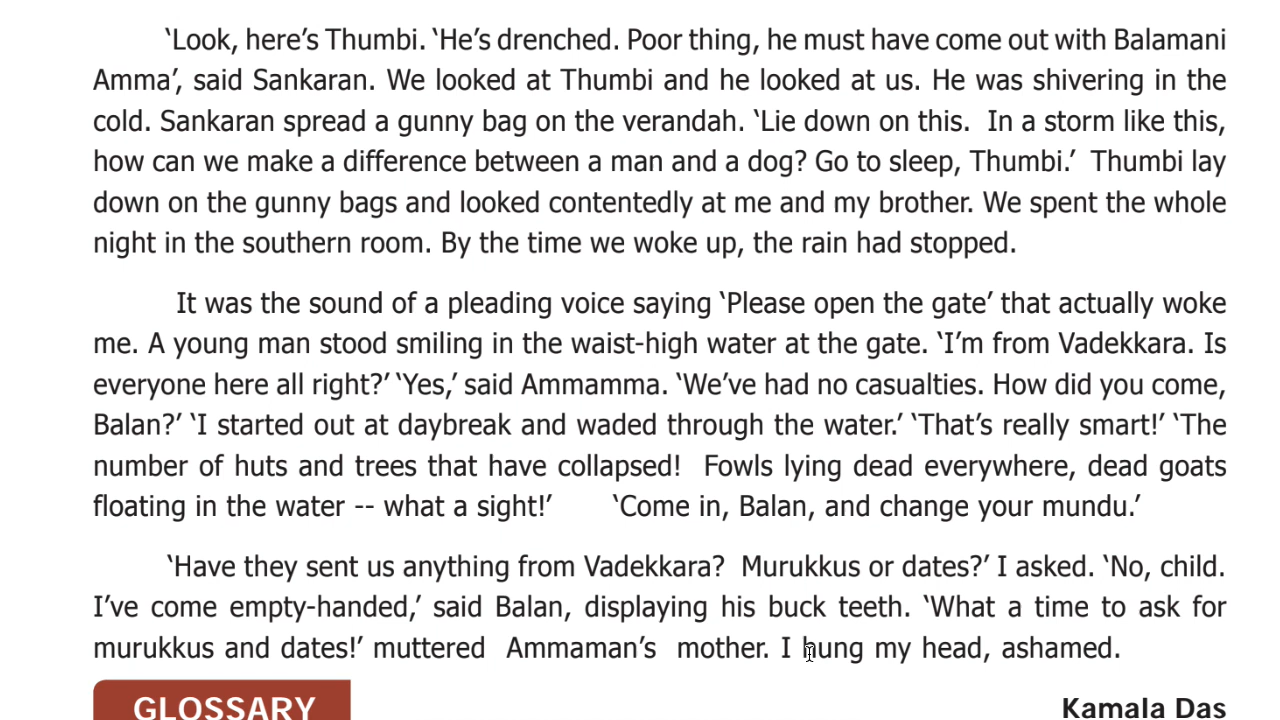 ‘Look, here’s Thumbi. ‘He’s drenched. Poor thing, he must have come out with Balamani
Amma’, said Sankaran. We looked at Thumbi and he looked at us. He was shivering in the
cold. Sankaran spread a gunny bag on the verandah. ‘Lie down on this. In a storm like this,
how can we make a difference between a man and a dog? Go to sleep, Thumbi.’ Thumbi lay
down on the gunny bags and looked contentedly at me and my brother. We spent the whole
night in the southern room. By the time we woke up, the rain had stopped.
It was the sound of a pleading voice saying ‘Please open the gate’ that actually woke
me. A young man stood smiling in the waist-high water at the gate. ‘I’m from Vadekkara. Is
everyone here all right?’ ‘Yes,’ said Ammamma. ‘We’ve had no casualties. How did you come,
Balan?’ ‘I started out at daybreak and waded through the water.’ ‘That’s really smart!’ ‘The
number of huts and trees that have collapsed! Fowls lying dead everywhere, dead goats
floating in the water -- what a sight!’ ‘Come in, Balan, and change your mundu.’
‘Have they sent us anything from Vadekkara? Murukkus or dates?’ I asked. ‘No, child.
I’ve come empty-handed,’ said Balan, displaying his buck teeth. ‘What a time to ask for
murukkus and dates!’ muttered Ammaman’s mother. I hung my head, ashamed.
GLOSSARY
Kamala Das